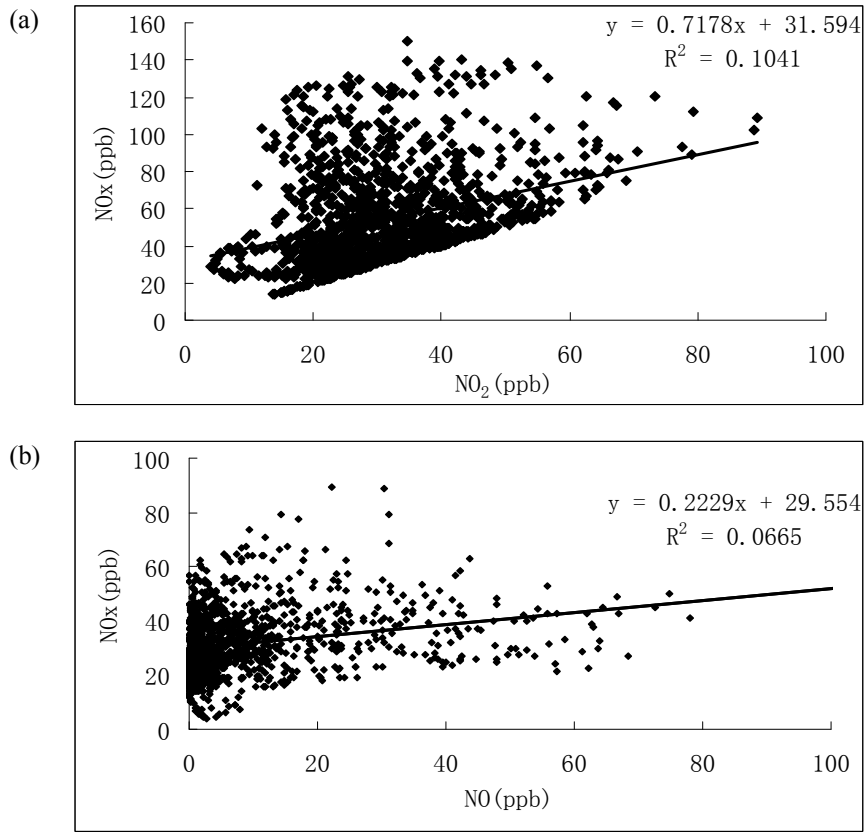 (a)
y = 0.7178x + 31.594
R² = 0.1041
NOx(ppb)
160
140
120
100
80
60
40
20
0
0 20 40 60 80 100
NO₂(ppb)
(b)
y = 0.2229x + 29.554
R² = 0.0665
NOx(ppb)
100
80
60
40
20
0
0 20 40 60 80 100
NO(ppb)